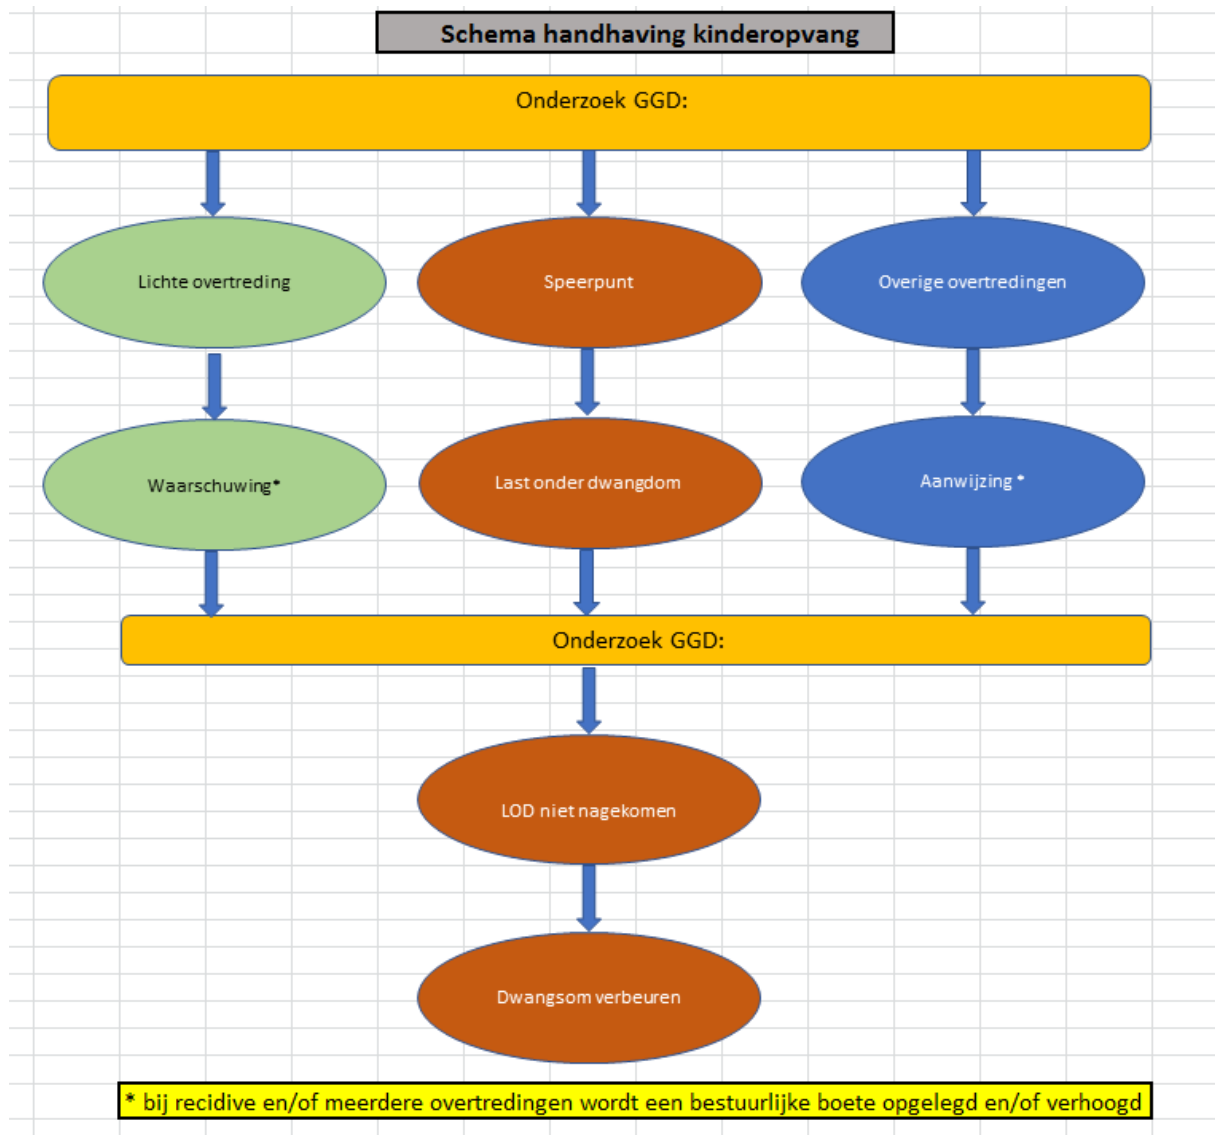 Schema handhaving kinderopvang
Onderzoek GGD:
Lichte overtreding
Speerpunt
Overige overtredingen
Waarschuwing*
Last onder dwangdom
Aanwijzing *
Onderzoek GGD:
LOD niet nagekomen
Dwangsom verbeuren
* bij recidive en/of meerdere overtredingen wordt een bestuurlijke boete opgelegd en/of verhoogd